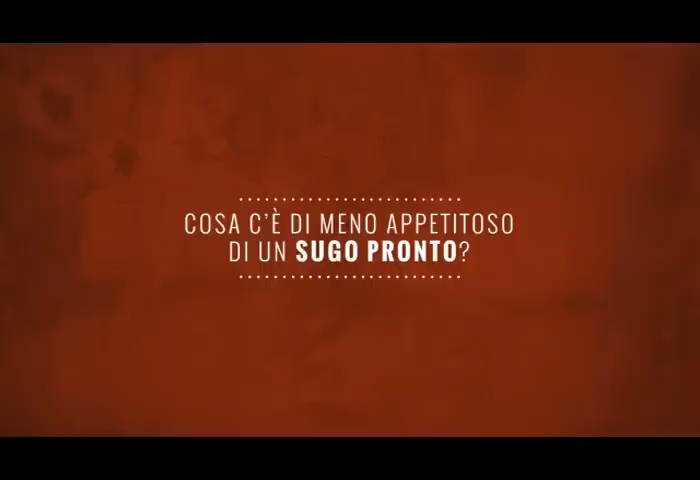 COSA C'È DI MENO APPETITOSO
DI UN SUGO PRONTO?